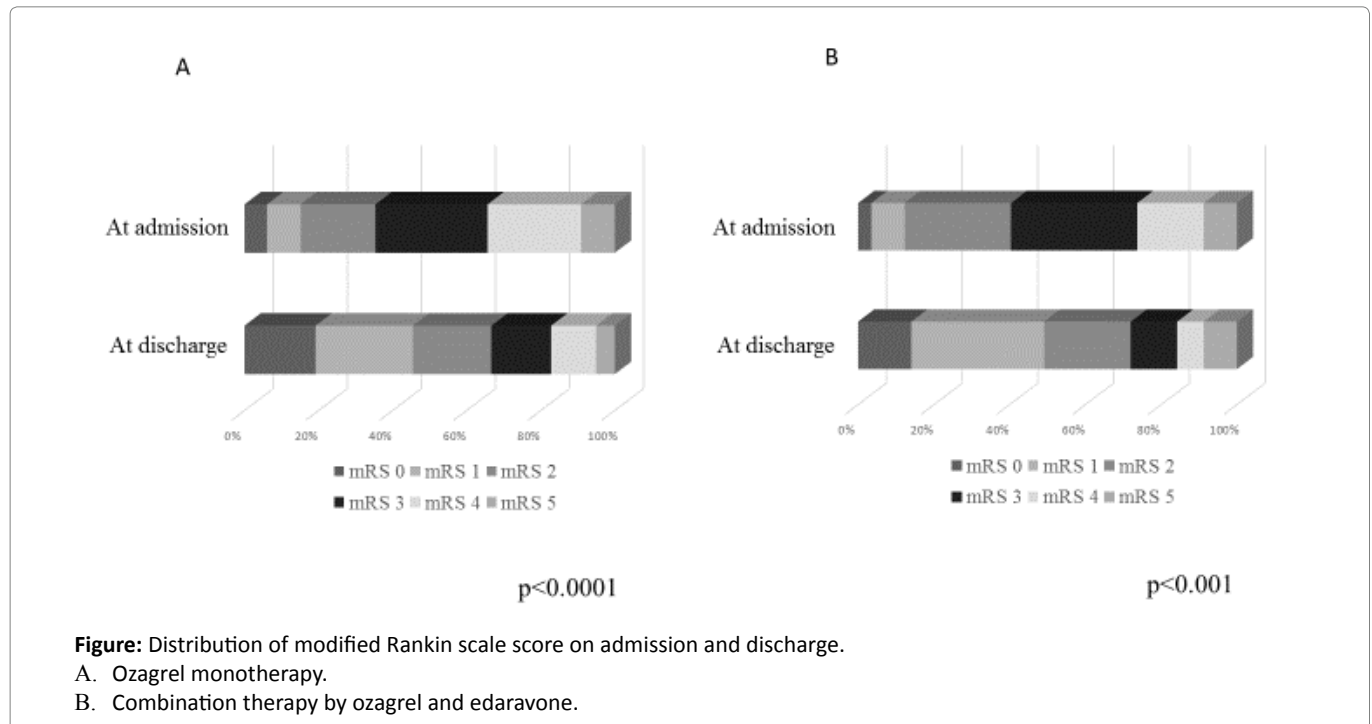 A
At admission
At discharge
0% 20% 40% 60% 80% 100%
■ mRS 0 ■ mRS 1 ■ mRS 2
■ mRS 3 ■ mRS 4 ■ mRS 5
p<0.0001
B
At admission
At discharge
0% 20% 40% 60% 80% 100%
■ mRS 0 ■ mRS 1 ■ mRS 2
■ mRS 3 ■ mRS 4 ■ mRS 5
p<0.001
Figure: Distribution of modified Rankin scale score on admission and discharge.
A. Ozagrel monotherapy.
B. Combination therapy by ozagrel and edaravone.